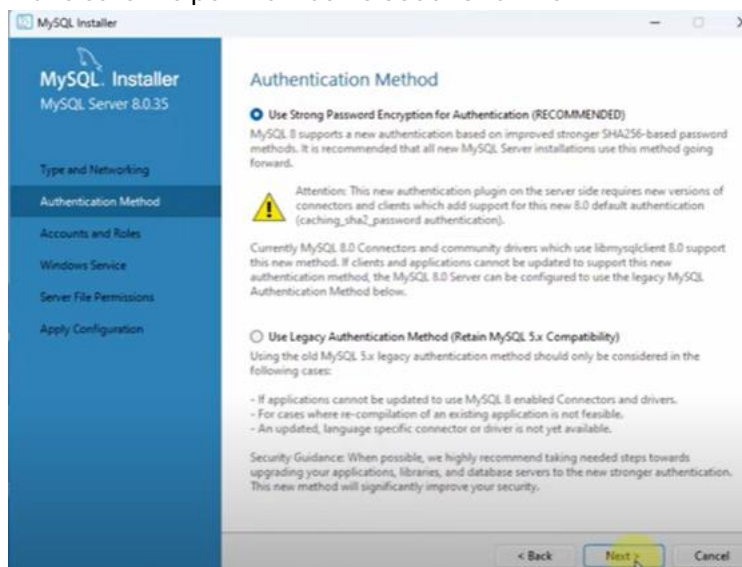 MySQL Installer
MySQL. Installer
MySQL Server 8.0.35
Type and Networking
Authentication Method
Accounts and Roles
Windows Service
Server File Permissions
Apply Configuration
Authentication Method
Use Strong Password Encryption for Authentication (RECOMMENDED)
MySQL 8 supports a new authentication based on improved stronger SHA256-based password
methods. It is recommended that all new MySQL Server installations use this method going
forward.
Attention: This new authentication plugin on the server side requires new versions of
connectors and clients which add support for this new 8.0 default authentication
(caching_sha2_password authentication).
Currently MySQL 8.0 Connectors and community drivers which use libmysqlclient 8.0 support
this new method. If clients and applications cannot be updated to support this new
authentication method, the MySQL 8.0 Server can be configured to use the legacy MySQL
Authentication Method below.
Use Legacy Authentication Method (Retain MySQL 5.x Compatibility)
Using the old MySQL 5.x legacy authentication method should only be considered in the
following cases:
- If applications cannot be updated to use MySQL 8 enabled Connectors and drivers.
- For cases where re-compilation of an existing application is not feasible.
- An updated, language specific connector or driver is not yet available.
Security Guidance: When possible, we highly recommend taking needed steps towards
upgrading your applications, libraries, and database servers to the new stronger authentication.
This new method will significantly improve your security.
< Back
Next >
Cancel